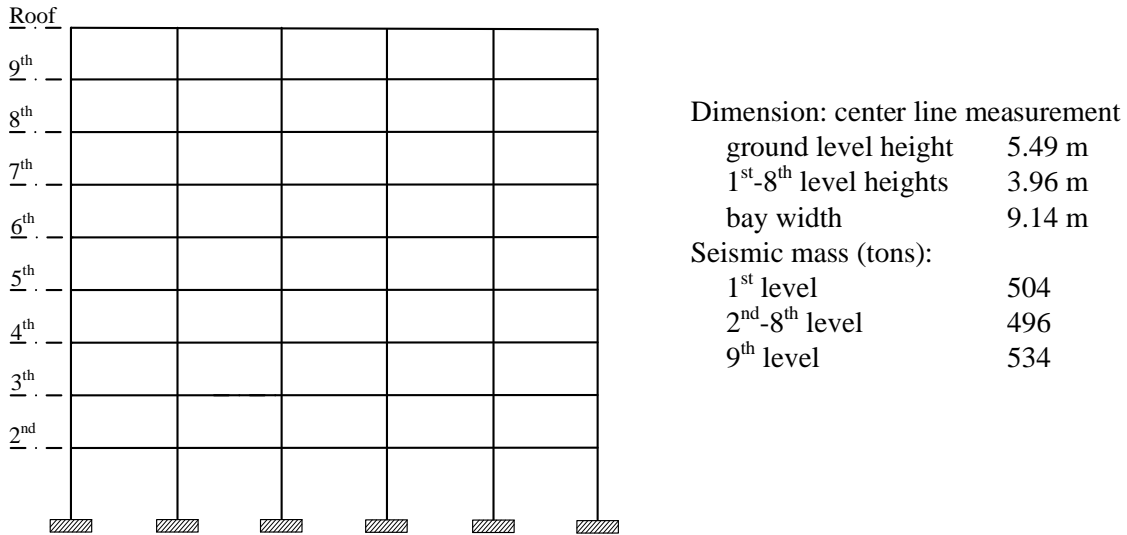 Roof
9th
8th
7th
6th
5th
4th
3th
2nd
Dimension: center line measurement
ground level height 5.49 m
1st-8th level heights 3.96 m
bay width 9.14 m
Seismic mass (tons):
1st level 504
2nd-8th level 496
9th level 534